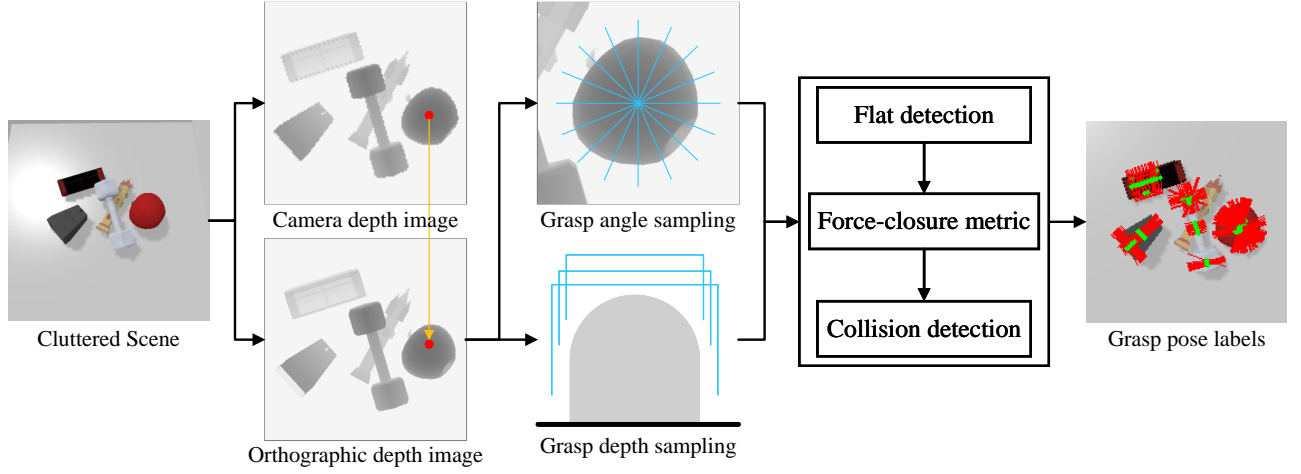 Cluttered Scene
Camera depth image
Orthographic depth image
Grasp angle sampling
Grasp depth sampling
Flat detection
Force-closure metric
Collision detection
Grasp pose labels